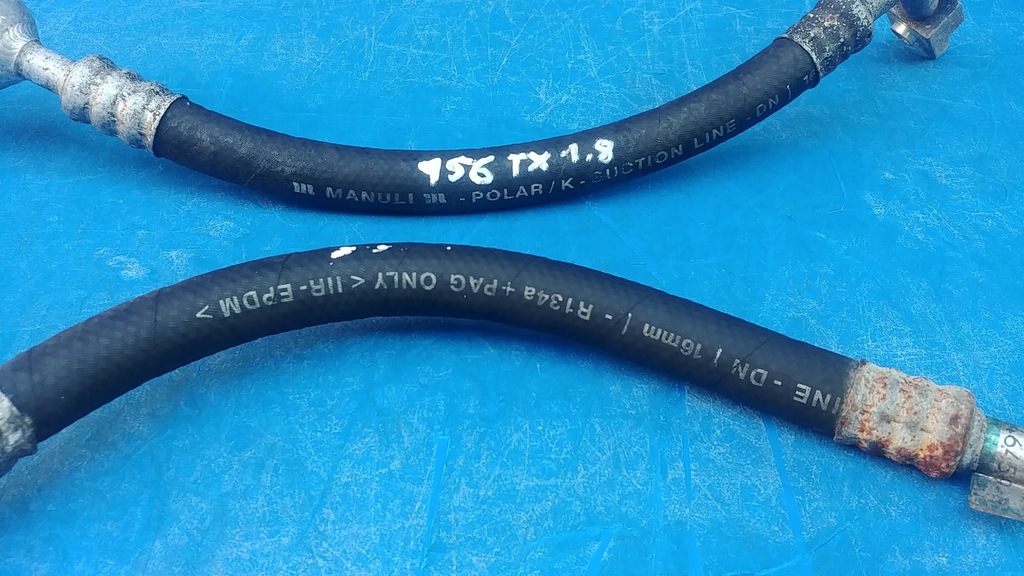 156 TX 1.8
MANULI - POLAR / K - SUCTION LINE - DN |
INE - DN | 16mm | - R134a + PAG ONLY < IIR - EPDM >